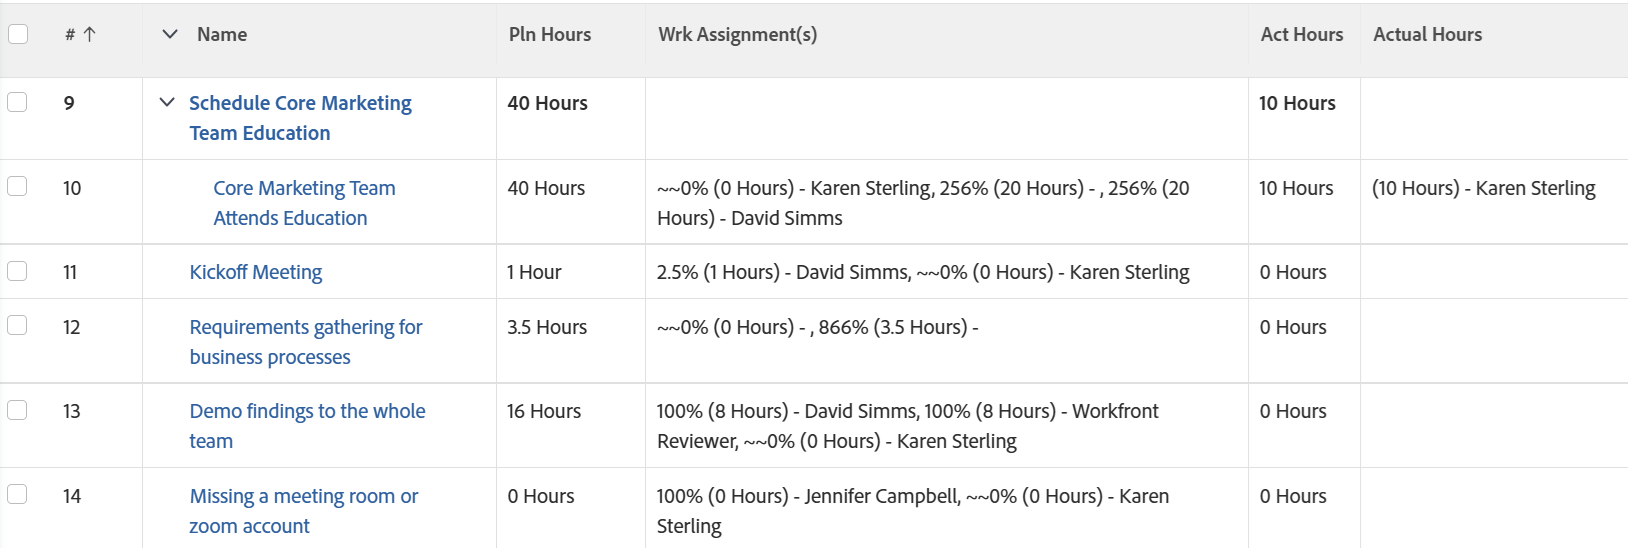 # ↑ Name Pln Hours Wrk Assignment(s) Act Hours Actual Hours
9 Schedule Core Marketing 40 Hours 10 Hours
Team Education
10 Core Marketing Team 40 Hours ~~0% (0 Hours) - Karen Sterling, 256% (20 Hours) - , 256% (20 10 Hours (10 Hours) - Karen Sterling
Attends Education Hours) - David Simms
11 Kickoff Meeting 1 Hour 2.5% (1 Hours) - David Simms, ~~0% (0 Hours) - Karen Sterling 0 Hours
12 Requirements gathering for 3.5 Hours ~~0% (0 Hours) - , 866% (3.5 Hours) - 0 Hours
business processes
13 Demo findings to the whole 16 Hours 100% (8 Hours) - David Simms, 100% (8 Hours) - Workfront 0 Hours
team Reviewer, ~~0% (0 Hours) - Karen Sterling
14 Missing a meeting room or 0 Hours 100% (0 Hours) - Jennifer Campbell, ~~0% (0 Hours) - Karen 0 Hours
zoom account Sterling